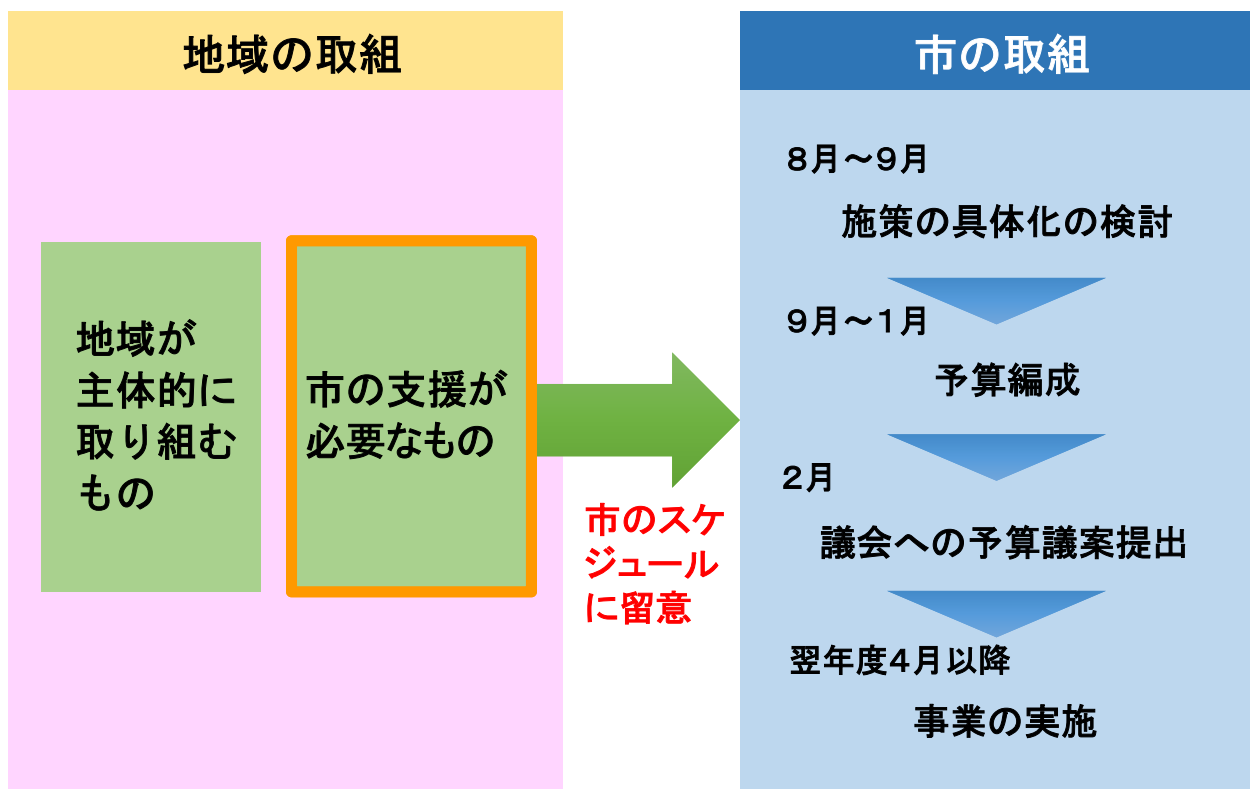 地域の取組
地域が
主体的に
取り組む
もの
市の支援が
必要なもの
市のスケ
ジュール
に留意
市の取組
８月～９月
施策の具体化の検討
９月～１月
予算編成
２月
議会への予算議案提出
翌年度４月以降
事業の実施